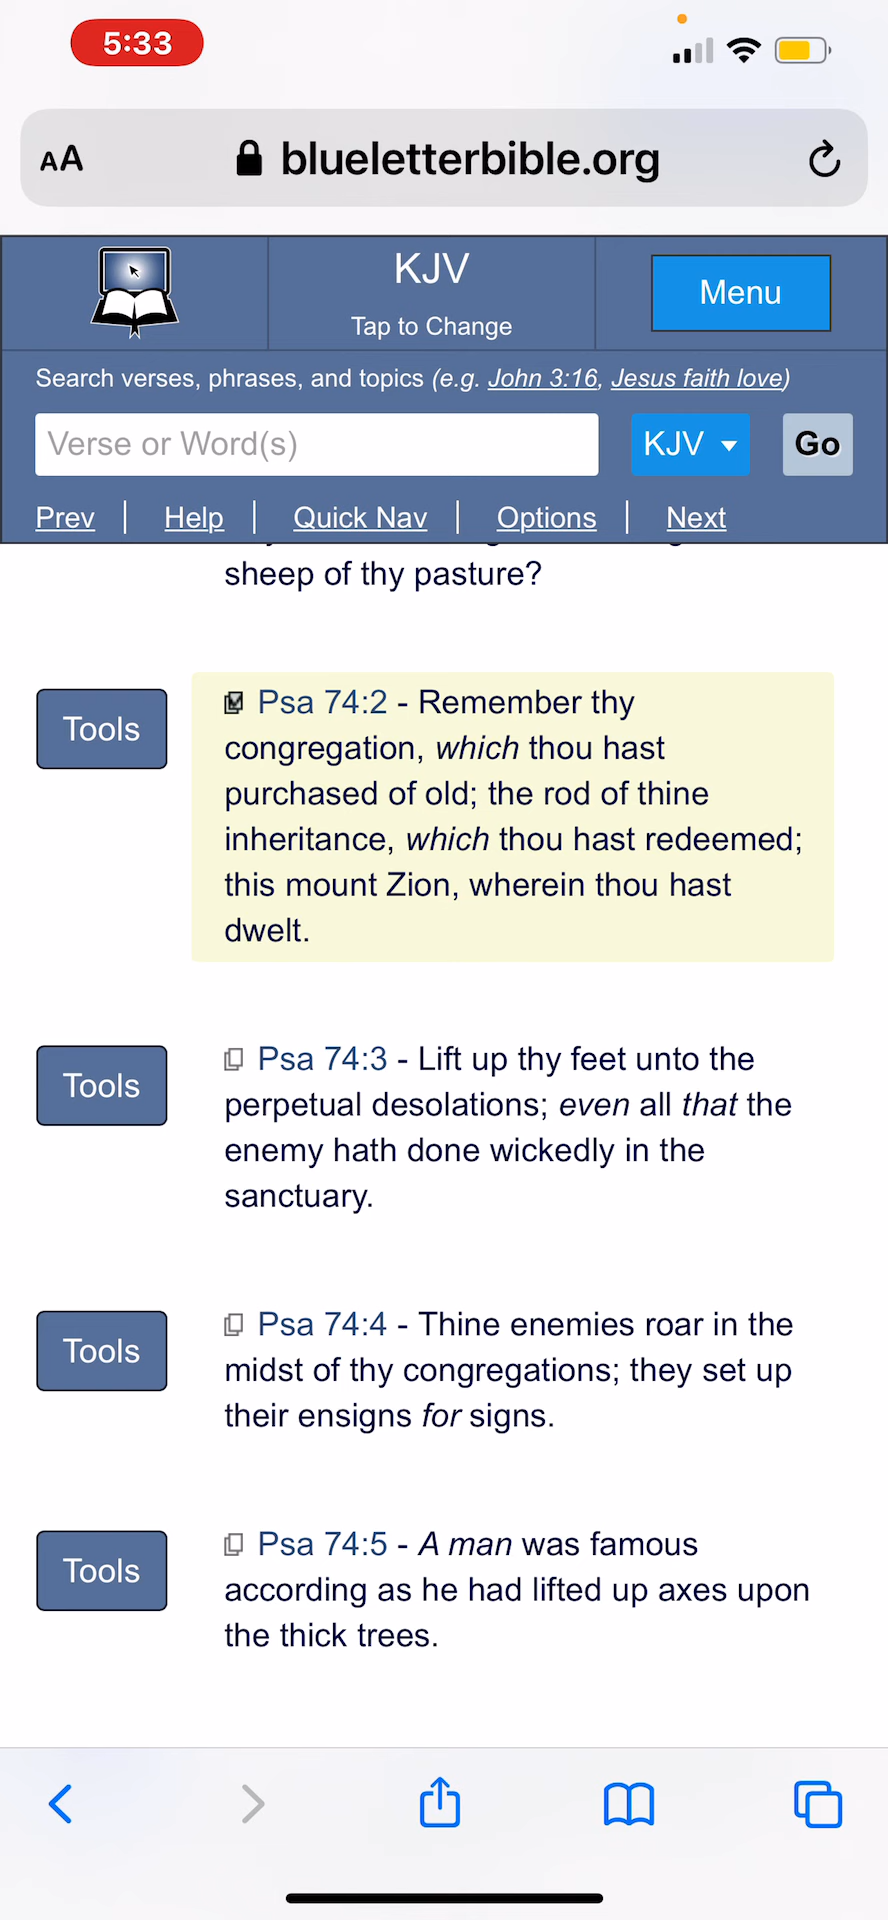 5:33
AA blueletterbible.org
KJV
Tap to Change
Menu
Search verses, phrases, and topics (e.g. John 3:16, Jesus faith love)
Verse or Word(s) KJV Go
Prev | Help | Quick Nav | Options | Next
sheep of thy pasture?
Tools
Psa 74:2 - Remember thy
congregation, which thou hast
purchased of old; the rod of thine
inheritance, which thou hast redeemed;
this mount Zion, wherein thou hast
dwelt.
Tools
Psa 74:3 - Lift up thy feet unto the
perpetual desolations; even all that the
enemy hath done wickedly in the
sanctuary.
Tools
Psa 74:4 - Thine enemies roar in the
midst of thy congregations; they set up
their ensigns for signs.
Tools
Psa 74:5 - A man was famous
according as he had lifted up axes upon
the thick trees.